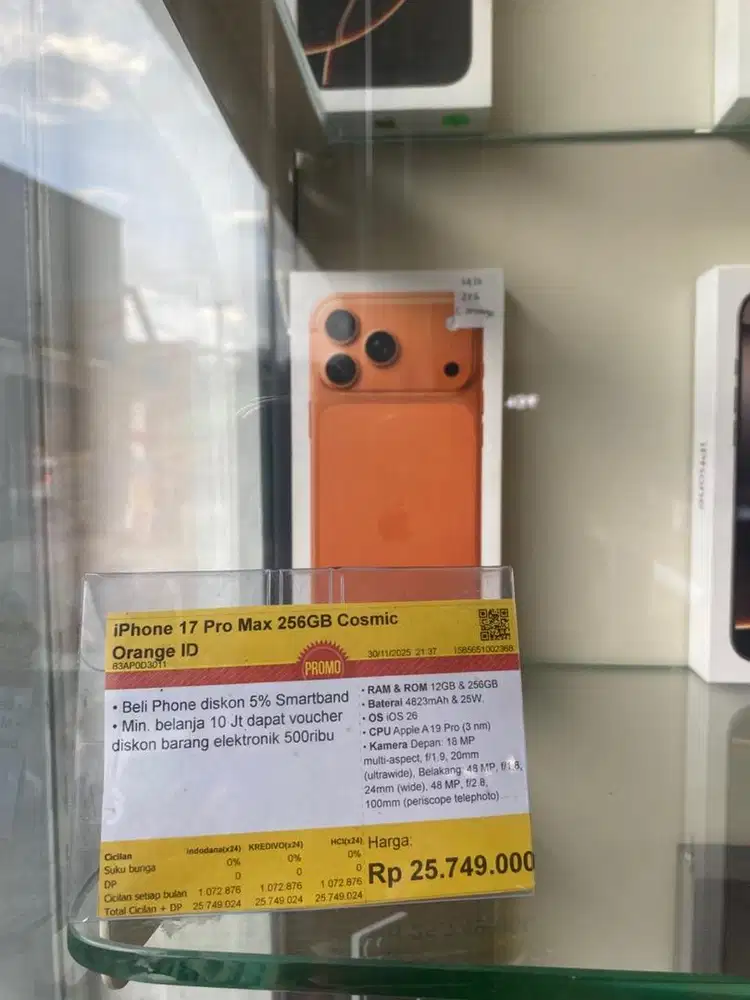 256
iPhone
iPhone 17 Pro Max 256GB Cosmic
Orange ID
83AP0D3011
PROMO
30/11/2025 21:37
1585651002368
• Beli Phone diskon 5% Smartband
• Min. belanja 10 Jt dapat voucher
diskon barang elektronik 500ribu
• RAM & ROM 12GB & 256GB
• Baterai 4823mAh & 25W,
• OS iOS 26
• CPU Apple A19 Pro (3 nm)
• Kamera Depan: 18 MP
multi-aspect, f/1.9, 20mm
(ultrawide), Belakang: 48 MP, f/1.8,
24mm (wide), 48 MP, f/2.8,
100mm (periscope telephoto)
Cicilan indodana(x24) KREDIVO(x24) HCI(x24)
Suku bunga 0% 0% 0%
DP 0 0 0
Cicilan setiap bulan 1.072.876 1.072.876 1.072.876
Total Cicilan + DP 25.749.024 25.749.024 25.749.024
Harga:
Rp 25.749.000